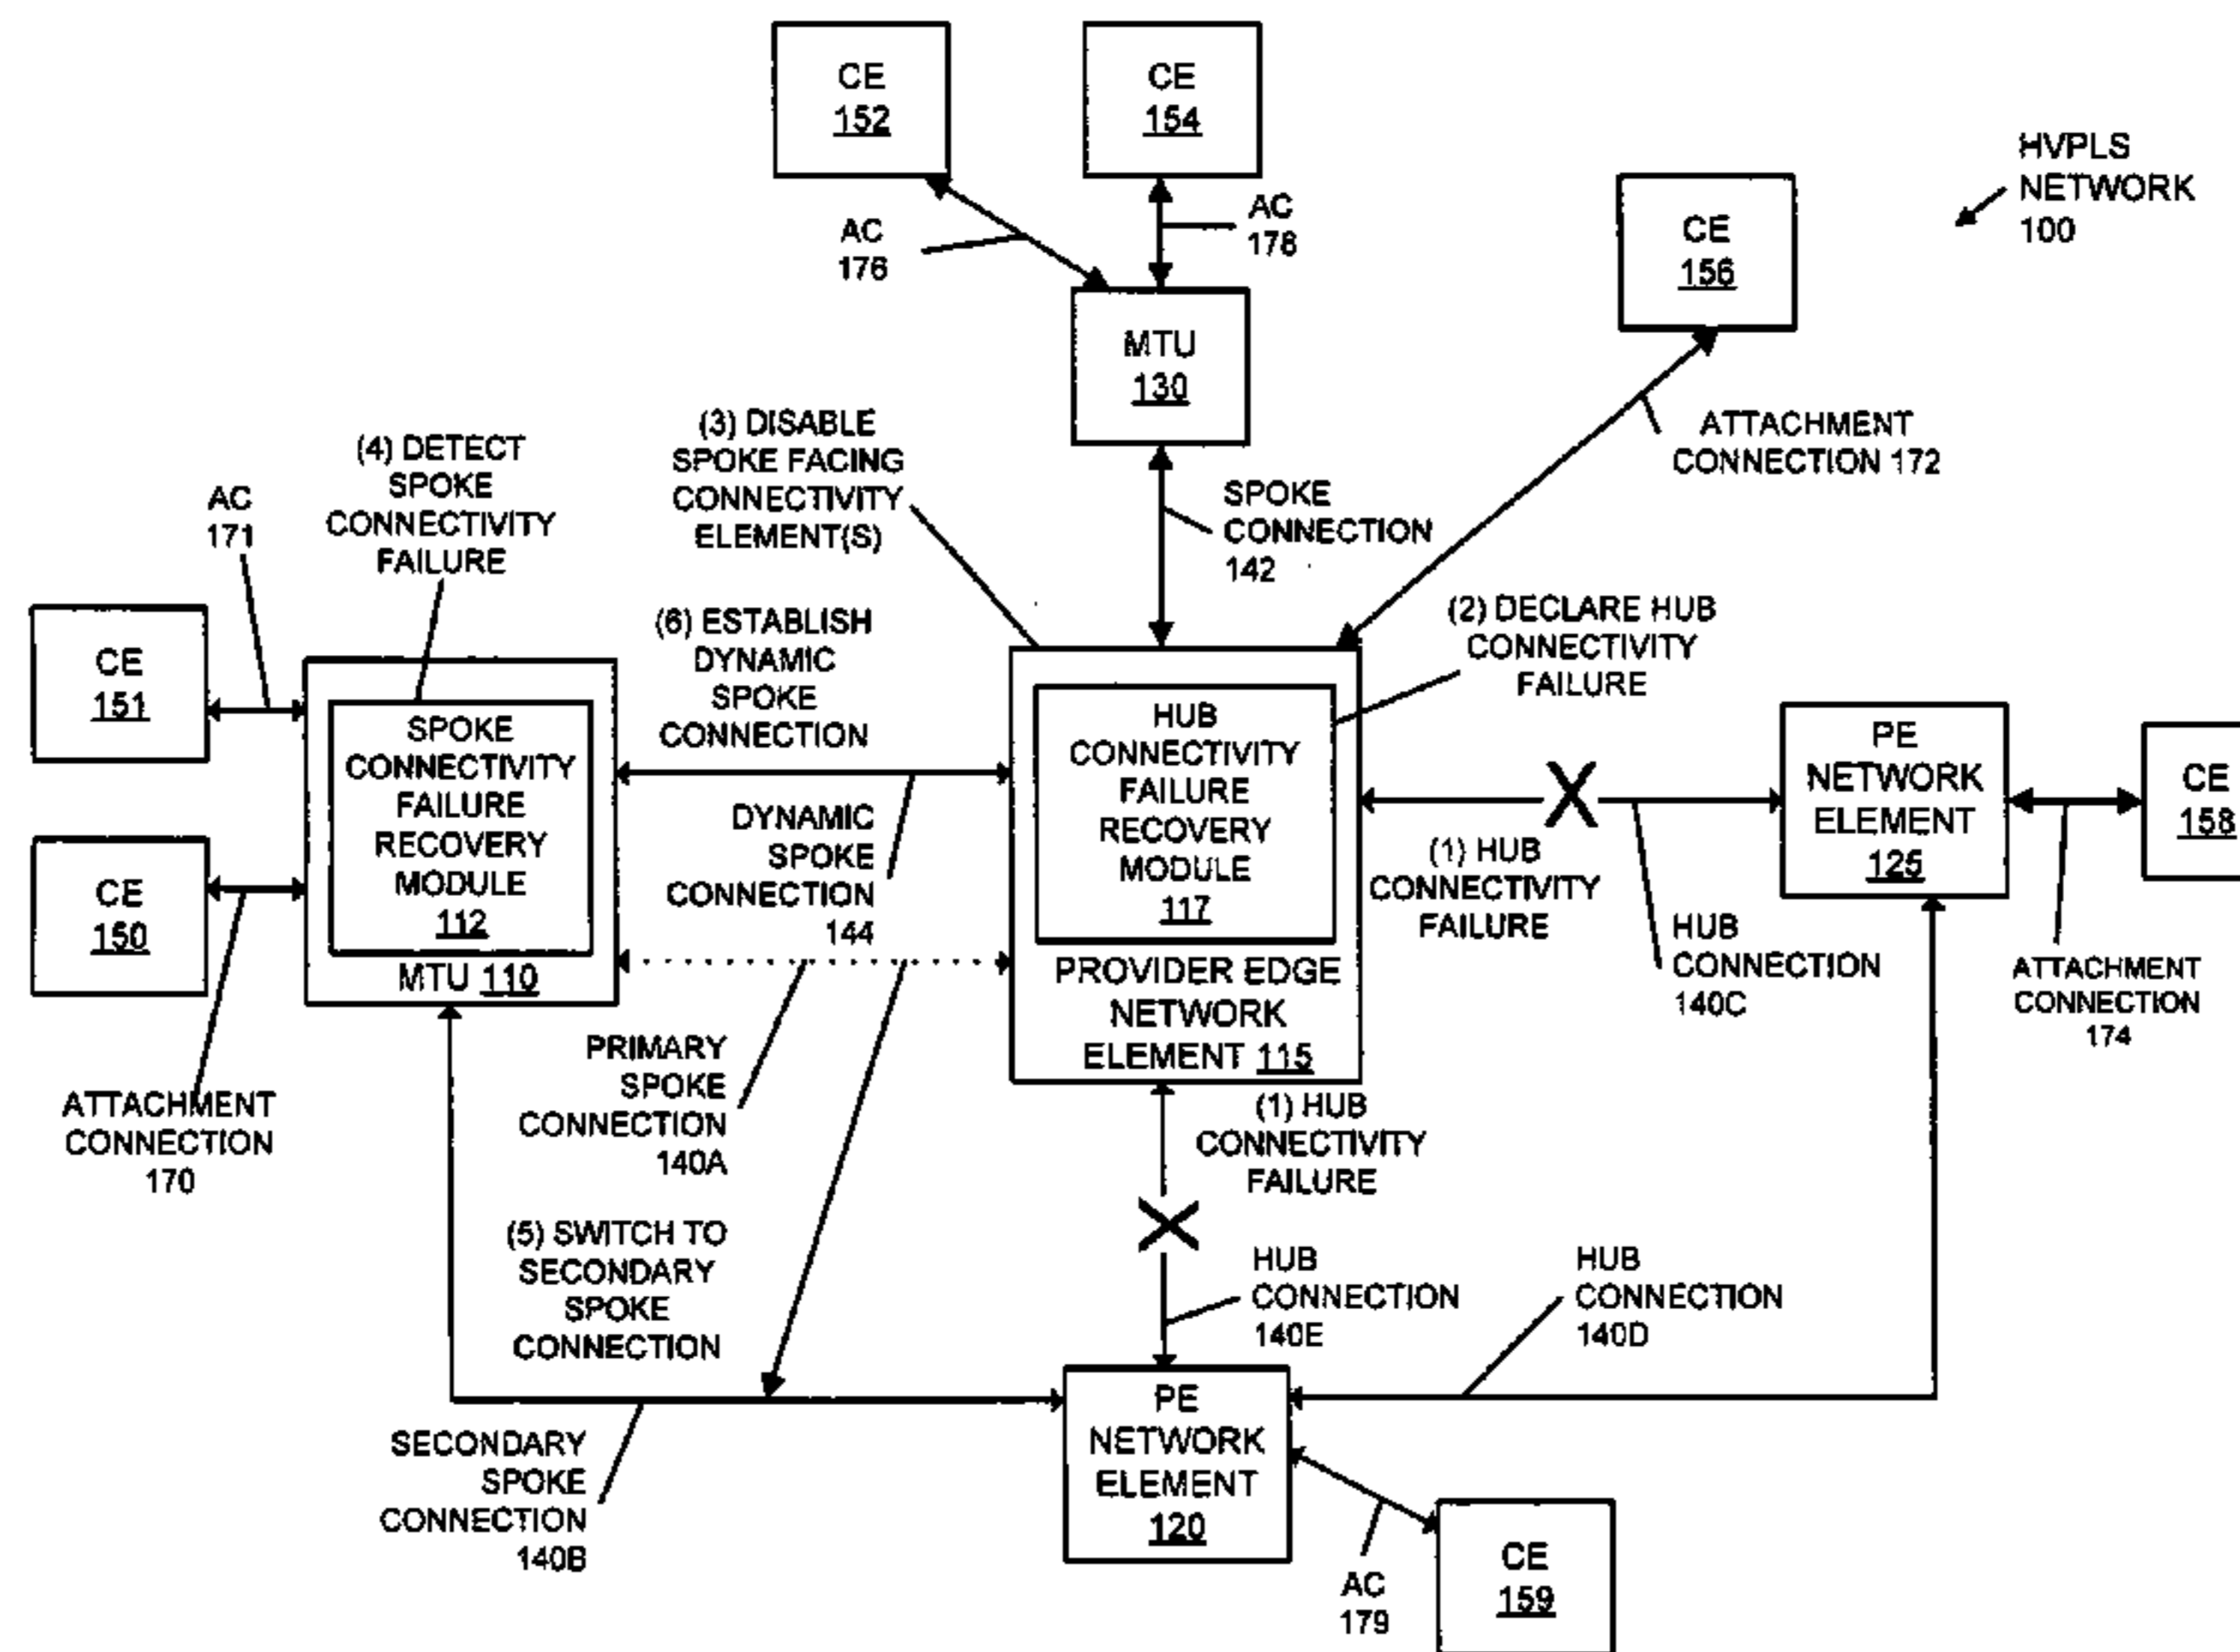 CE
152
CE
154
HVPLS
NETWORK
100
AC
176
AC
178
CE
156
MTU
130
ATTACHMENT
CONNECTION 172
(3) DISABLE
SPOKE FACING
CONNECTIVITY
ELEMENT(S)
(4) DETECT
SPOKE
CONNECTIVITY
FAILURE
AC
171
SPOKE
CONNECTION
142
(2) DECLARE HUB
CONNECTIVITY
FAILURE
(6) ESTABLISH
DYNAMIC
SPOKE
CONNECTION
CE
151
SPOKE
CONNECTIVITY
FAILURE
RECOVERY
MODULE
112
MTU 110
HUB
CONNECTIVITY
FAILURE
RECOVERY
MODULE
117
PROVIDER EDGE
NETWORK
ELEMENT 115
PE
NETWORK
ELEMENT
125
CE
158
DYNAMIC
SPOKE
CONNECTION
144
X
(1) HUB
CONNECTIVITY
FAILURE
CE
150
HUB
CONNECTION
140C
ATTACHMENT
CONNECTION
174
PRIMARY
SPOKE
CONNECTION
140A
ATTACHMENT
CONNECTION
170
(1) HUB
CONNECTIVITY
FAILURE
X
(5) SWITCH TO
SECONDARY
SPOKE
CONNECTION
HUB
CONNECTION
140E
HUB
CONNECTION
140D
SECONDARY
SPOKE
CONNECTION
140B
PE
NETWORK
ELEMENT
120
AC
179
CE
159